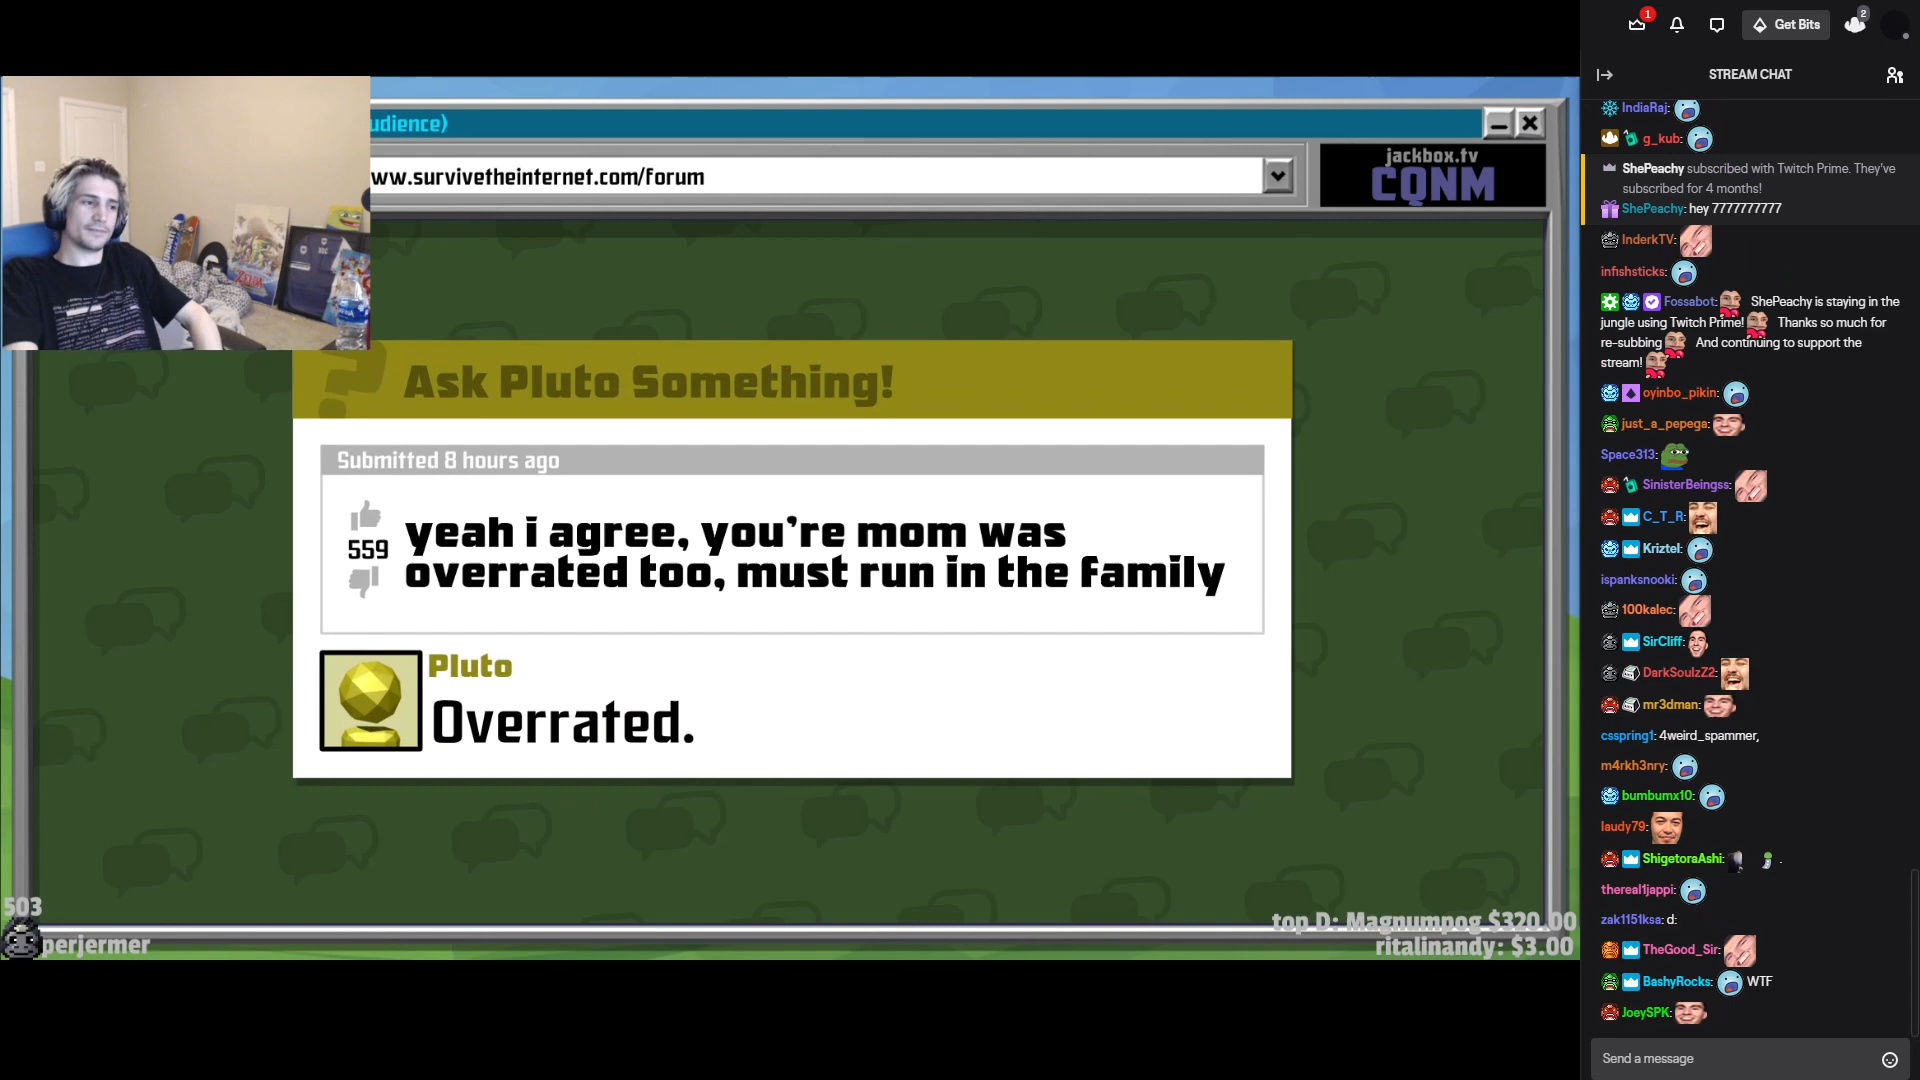 udience)
ww.survivetheinternet.com/forum
jackbox.tv
CQNM
Ask Pluto Something!
Submitted 8 hours ago
559
yeah i agree, you're mom was
overrated too, must run in the family
Pluto
Overrated.
503
perjermer
top D: Magnumpog $320.00
ritalinandy: $3.00
1
Get Bits
2
STREAM CHAT
IndiaRaj:
g_kub:
ShePeachy subscribed with Twitch Prime. They've
subscribed for 4 months!
ShePeachy: hey 7777777777
InderkTV:
infishsticks:
Fossabot: ShePeachy is staying in the
jungle using Twitch Prime! Thanks so much for
re-subbing And continuing to support the
stream!
oyinbo_pikin:
just_a_pepega:
Space313:
SinisterBeingss:
C_T_R:
Kriztel:
ispanksnooki:
100kalec:
SirCliff:
DarkSoulzZ2:
mr3dman:
csspring1: 4weird_spammer,
m4rkh3nry:
bumbumx10:
laudy79:
ShigetoraAshi: .
thereal1jappi:
zak1151ksa: d:
TheGood_Sir:
BashyRocks: WTF
JoeySPK:
Send a message